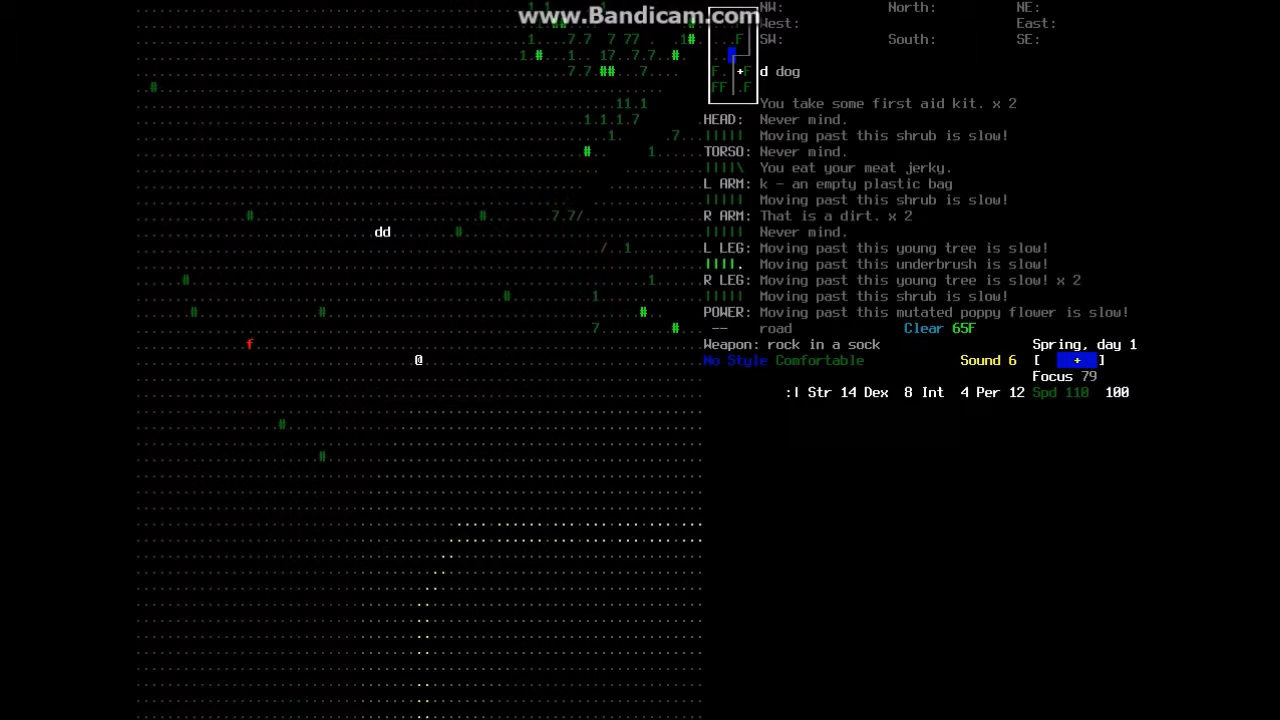 www.Bandicam.com
NW: North: NE:
West: East:
SW: South: SE:
d dog
You take some first aid kit. x 2
HEAD: Never mind.
Moving past this shrub is slow!
TORSO: Never mind.
You eat your meat jerky.
L ARM: k - an empty plastic bag
Moving past this shrub is slow!
R ARM: That is a dirt. x 2
Never mind.
L LEG: Moving past this young tree is slow!
Moving past this underbrush is slow!
R LEG: Moving past this young tree is slow! x 2
Moving past this shrub is slow!
POWER: Moving past this mutated poppy flower is slow!
-- road Clear 65F
Weapon: rock in a sock Spring, day 1
No Style Comfortable Sound 6 [ + ]
Focus 79
:| Str 14 Dex 8 Int 4 Per 12 Spd 110 100
dd
f
@